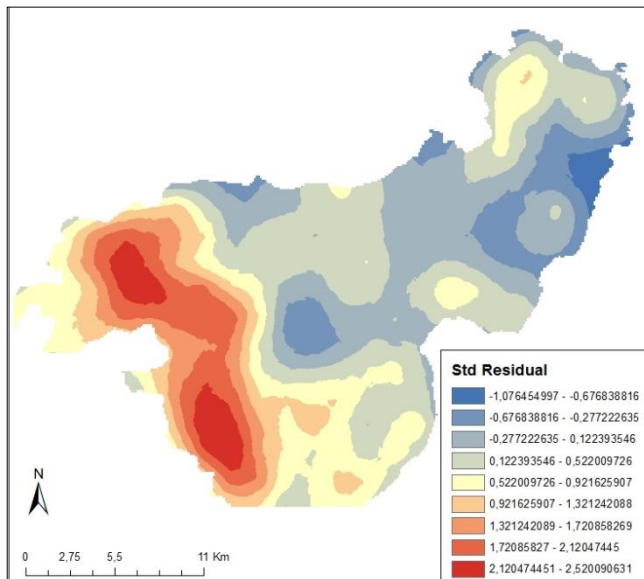 Std Residual
-1,076454997 - -0,676838816
-0,676838816 - -0,277222635
-0,277222635 - 0,122393546
0,122393546 - 0,522009726
0,522009726 - 0,921625907
0,921625907 - 1,321242088
1,321242089 - 1,720858269
1,72085827 - 2,12047445
2,120474451 - 2,520090631
N
0 2,75 5,5 11 Km